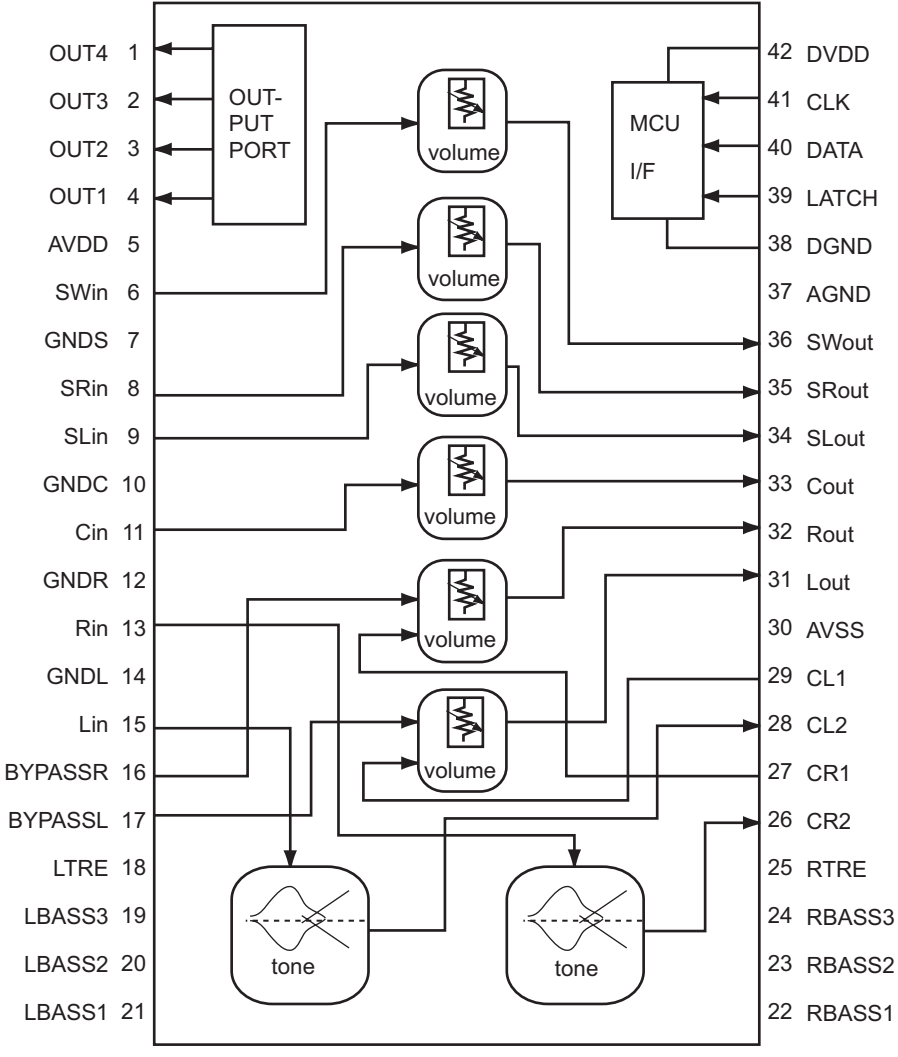 OUT4 1
OUT3 2
OUT2 3
OUT1 4
AVDD 5
SWin 6
GNDS 7
SRin 8
SLin 9
GNDC 10
Cin 11
GNDR 12
Rin 13
GNDL 14
Lin 15
BYPASSR 16
BYPASSL 17
LTRE 18
LBASS3 19
LBASS2 20
LBASS1 21
OUT-
PUT
PORT
volume
volume
volume
volume
volume
volume
tone
tone
MCU
I/F
42 DVDD
41 CLK
40 DATA
39 LATCH
38 DGND
37 AGND
36 SWout
35 SRout
34 SLout
33 Cout
32 Rout
31 Lout
30 AVSS
29 CL1
28 CL2
27 CR1
26 CR2
25 RTRE
24 RBASS3
23 RBASS2
22 RBASS1